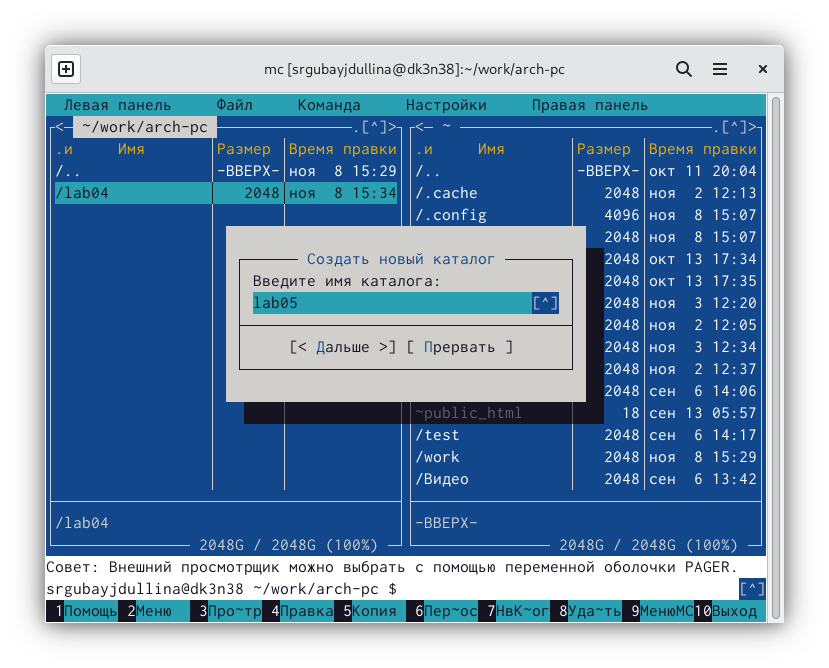 mc [srgubayjdullina@dk3n38]:~/work/arch-pc
Левая панель Файл Команда Настройки Правая панель
<─ ~/work/arch-pc .[^]> <─ ~ .[^]>
.и Имя Размер Время правки .и Имя Размер Время правки
/.. -ВВЕРХ- ноя 8 15:29 /.. -ВВЕРХ- окт 11 20:04
/lab04 2048 ноя 8 15:34 /.cache 2048 ноя 2 12:13
/.config 4096 ноя 8 15:07
2048 ноя 8 15:07
Создать новый каталог 2048 окт 13 17:34
Введите имя каталога: 2048 окт 13 17:35
lab05 [^] 2048 ноя 3 12:20
2048 ноя 2 12:05
[< Дальше >] [ Прервать ] 2048 ноя 3 12:34
2048 ноя 2 12:37
2048 сен 6 14:06
~public_html 18 сен 13 05:57
/test 2048 сен 6 14:17
/work 2048 ноя 8 15:29
/Видео 2048 сен 6 13:42
/lab04 -ВВЕРХ-
2048G / 2048G (100%) 2048G / 2048G (100%)
Совет: Внешний просмотрщик можно выбрать с помощью переменной оболочки PAGER.
srgubayjdullina@dk3n38 ~/work/arch-pc $ [^]
1Помощь 2Меню 3Про~тр 4Правка 5Копия 6Пер~ос 7НвК~ог 8Уда~ть 9МенюMC 10Выход